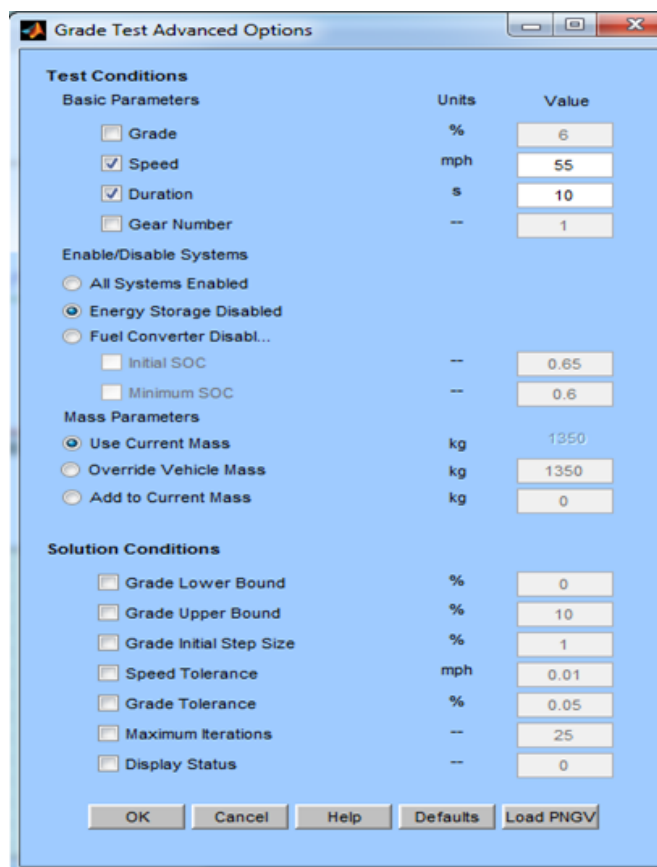 Grade Test Advanced Options
Test Conditions
Basic Parameters Units Value
Grade % 6
Speed mph 55
Duration s 10
Gear Number -- 1
Enable/Disable Systems
All Systems Enabled
Energy Storage Disabled
Fuel Converter Disabl...
Initial SOC -- 0.65
Minimum SOC -- 0.6
Mass Parameters
Use Current Mass kg 1350
Override Vehicle Mass kg 1350
Add to Current Mass kg 0
Solution Conditions
Grade Lower Bound % 0
Grade Upper Bound % 10
Grade Initial Step Size % 1
Speed Tolerance mph 0.01
Grade Tolerance % 0.05
Maximum Iterations -- 25
Display Status -- 0
OK Cancel Help Defaults Load PNGV